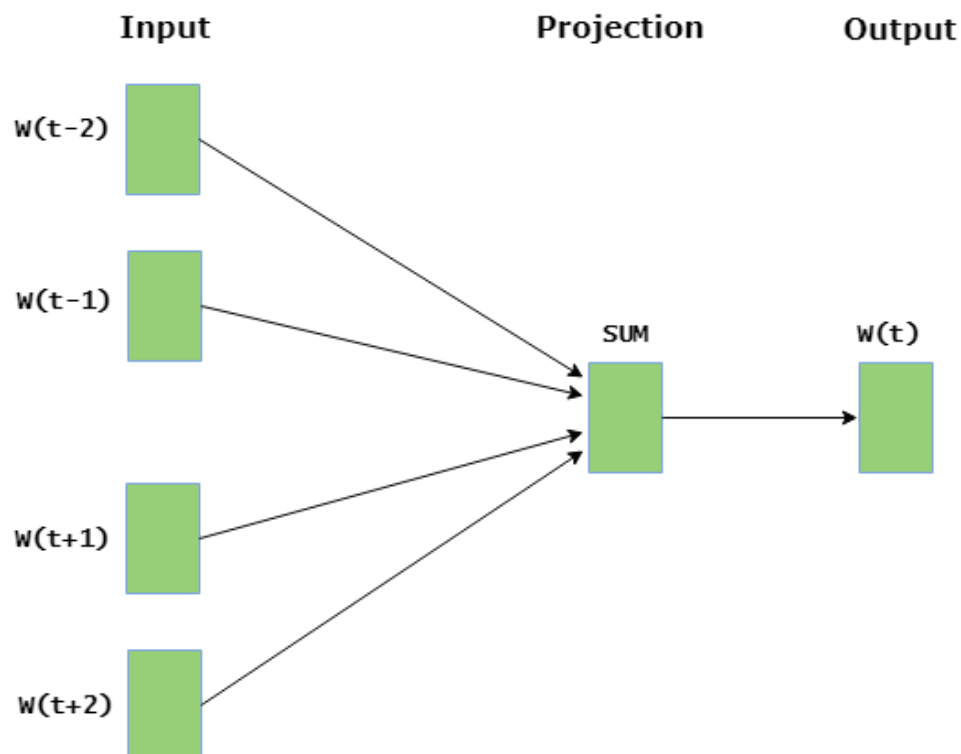 Input Projection Output
W(t-2)
W(t-1)
SUM W(t)
W(t+1)
W(t+2)